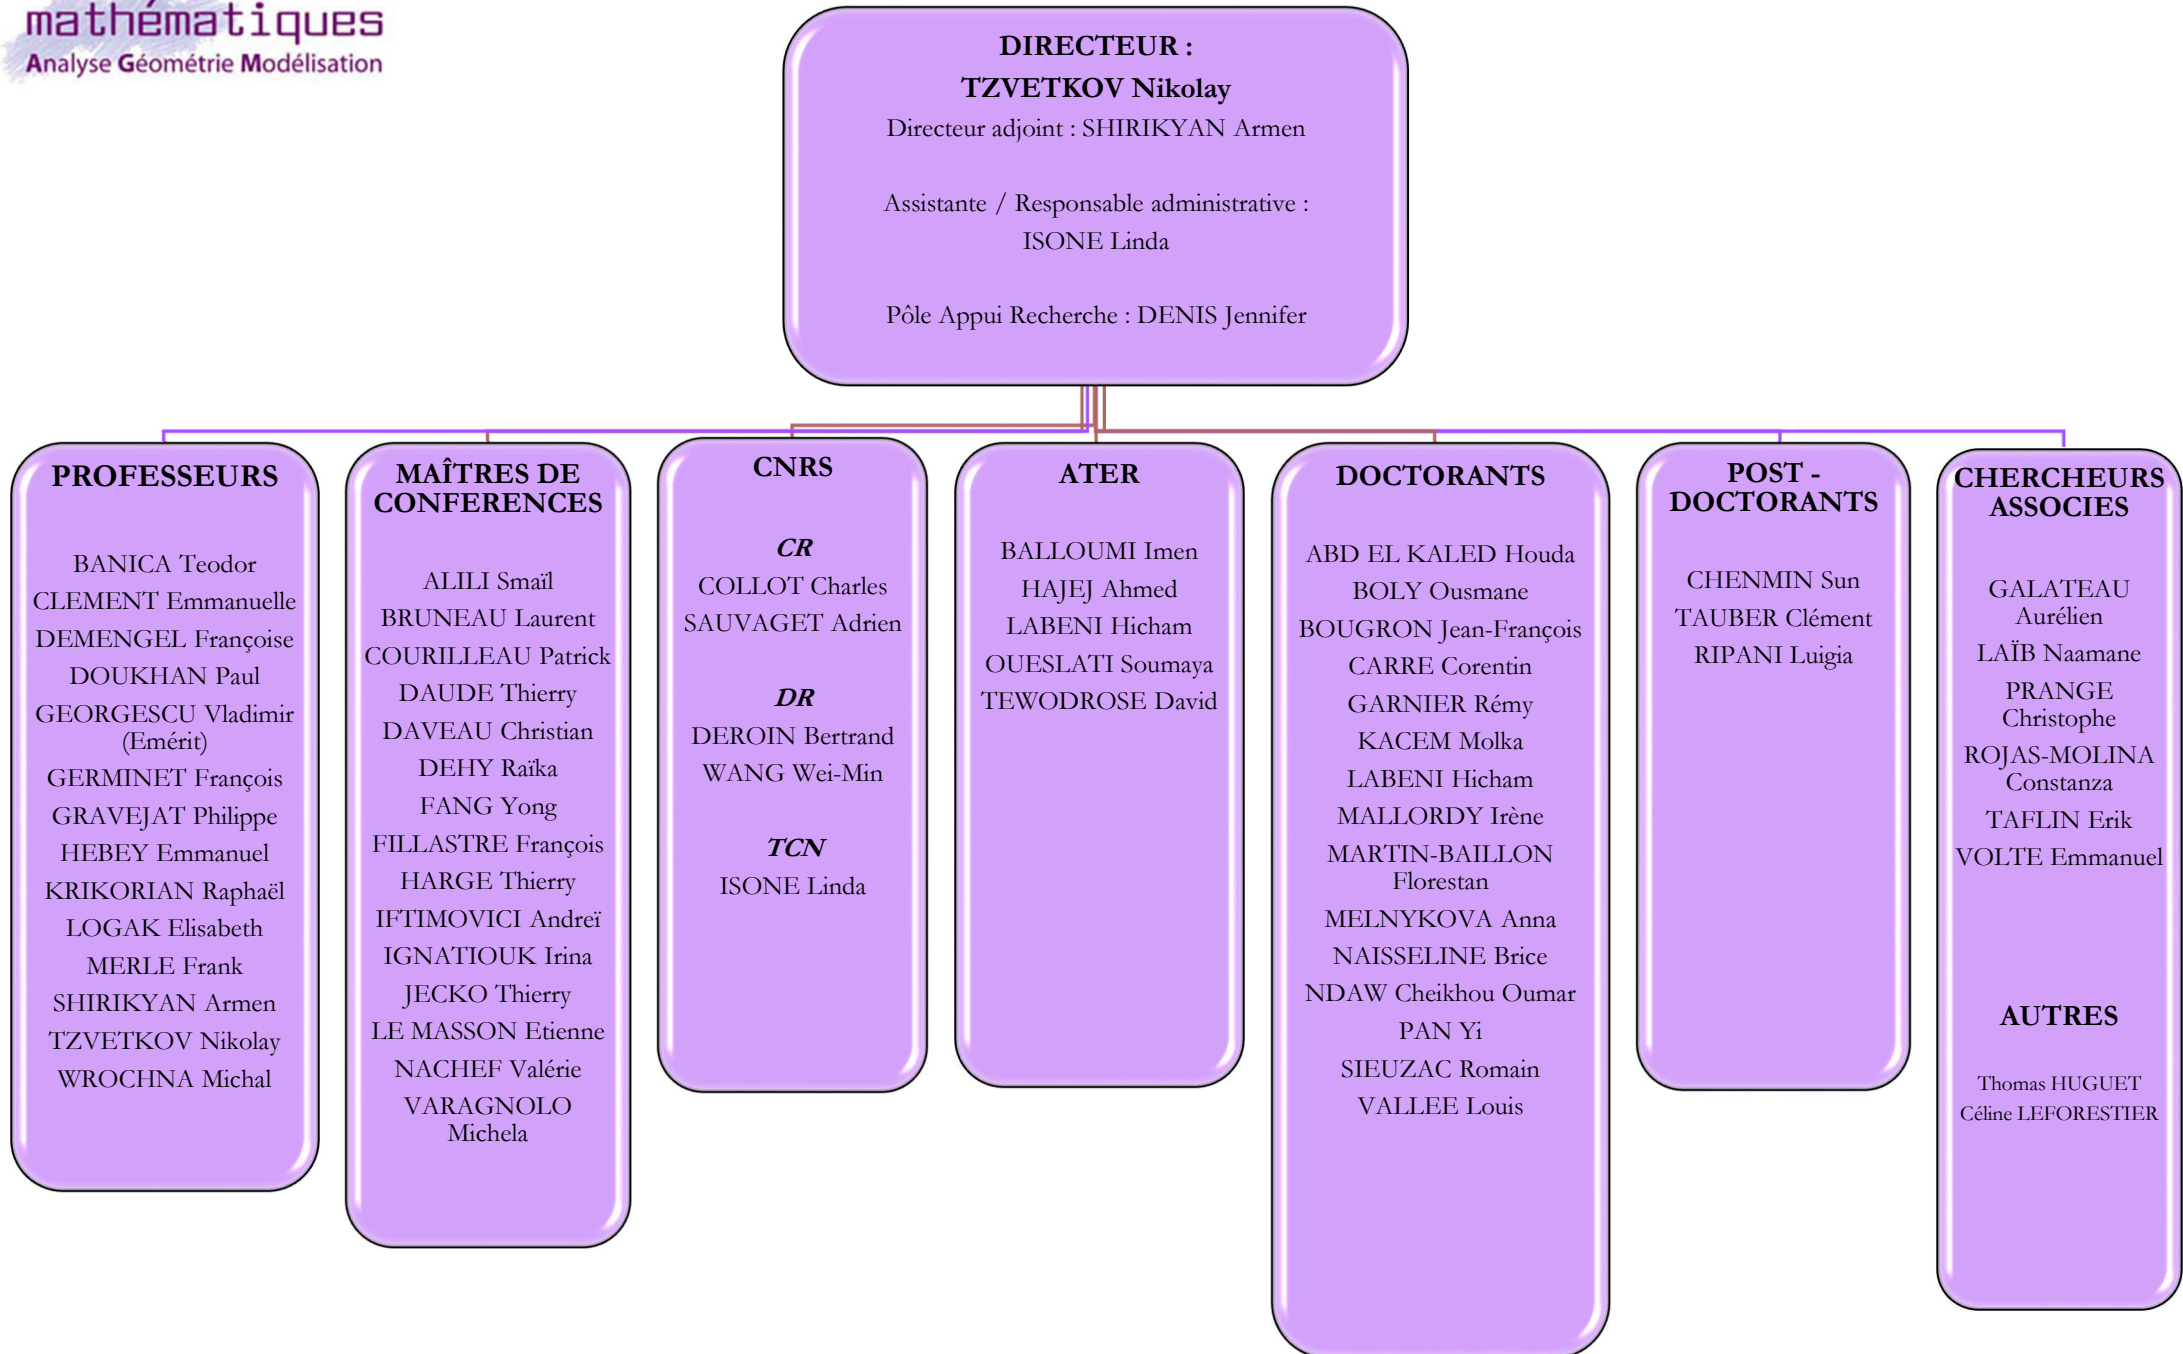 mathématiques
Analyse Géométrie Modélisation
DIRECTEUR :
TZVETKOV Nikolay
Directeur adjoint : SHIRIKYAN Armen
Assistante / Responsable administrative :
ISONE Linda
Pôle Appui Recherche : DENIS Jennifer
PROFESSEURS
BANICA Teodor
CLEMENT Emmanuelle
DEMENGEL Françoise
DOUKHAN Paul
GEORGESCU Vladimir
(Emérit)
GERMINET François
GRAVEJAT Philippe
HEBEY Emmanuel
KRIKORIAN Raphaël
LOGAK Elisabeth
MERLE Frank
SHIRIKYAN Armen
TZVETKOV Nikolay
WROCHNA Michal
MAÎTRES DE
CONFERENCES
ALILI Smaïl
BRUNEAU Laurent
COURILLEAU Patrick
DAUDE Thierry
DAVEAU Christian
DEHY Raïka
FANG Yong
FILLASTRE François
HARGE Thierry
IFTIMOVICI Andreï
IGNATIOUK Irina
JECKO Thierry
LE MASSON Etienne
NACHEF Valérie
VARAGNOLO
Michela
CNRS
CR
COLLOT Charles
SAUVAGET Adrien
DR
DEROIN Bertrand
WANG Wei-Min
TCN
ISONE Linda
ATER
BALLOUMI Imen
HAJEJ Ahmed
LABENI Hicham
OUESLATI Soumaya
TEWODROSE David
DOCTORANTS
ABD EL KALED Houda
BOLY Ousmane
BOUGRON Jean-François
CARRE Corentin
GARNIER Rémy
KACEM Molka
LABENI Hicham
MALLORDY Irène
MARTIN-BAILLON
Florestan
MELNYKOVA Anna
NAISSELINE Brice
NDAW Cheikhou Oumar
PAN Yi
SIEUZAC Romain
VALLEE Louis
POST -
DOCTORANTS
CHENMIN Sun
TAUBER Clément
RIPANI Luigia
CHERCHEURS
ASSOCIES
GALATEAU
Aurélien
LAÏB Naamane
PRANGE
Christophe
ROJAS-MOLINA
Constanza
TAFLIN Erik
VOLTE Emmanuel
AUTRES
Thomas HUGUET
Céline LEFORESTIER